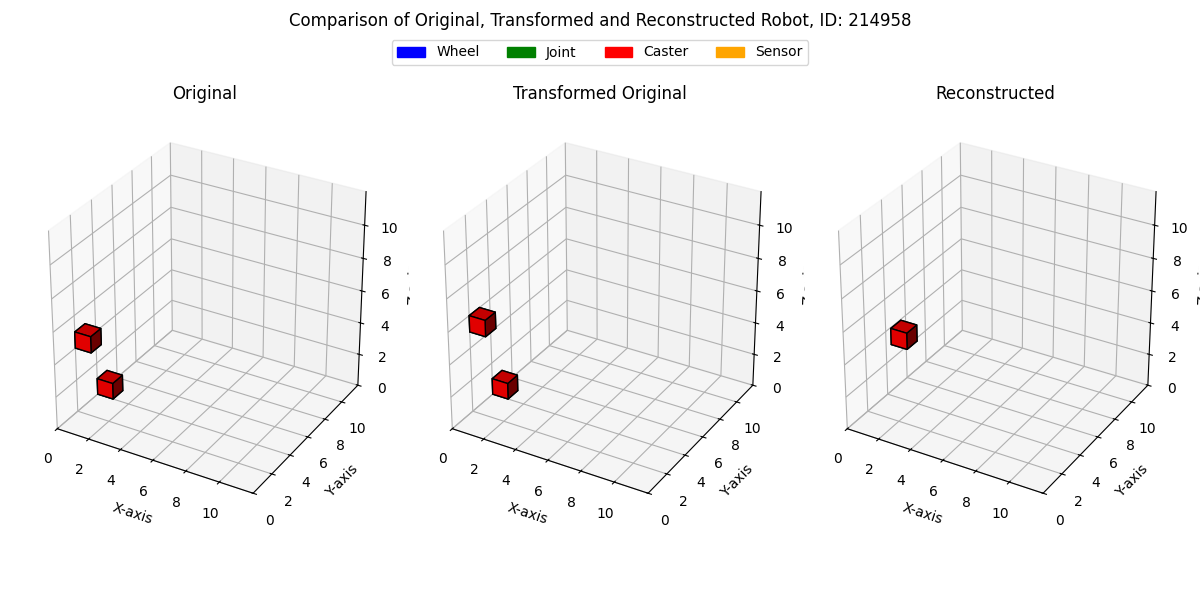 Comparison of Original, Transformed and Reconstructed Robot, ID: 214958
Wheel Joint Caster Sensor
Original Transformed Original Reconstructed
10 10 10
8 8 8
6 6 6
4 4 4
2 2 2
0 0 0
10 10 10
8 8 8
6 6 6
4 4 4
2 2 2
0 0 0
0 2 4 6 8 10 0 2 4 6 8 10 0 2 4 6 8 10
X-axis Y-axis X-axis Y-axis X-axis Y-axis